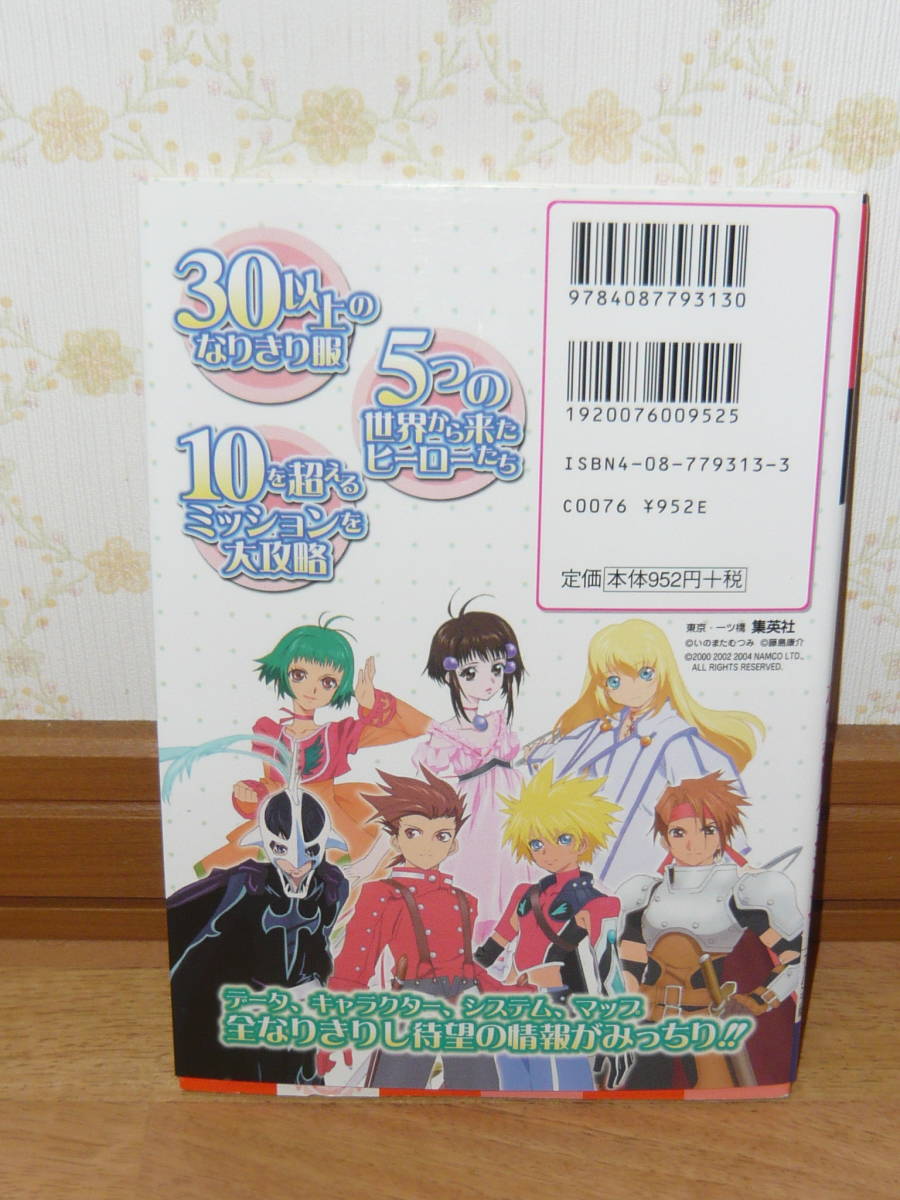 30以上の
なりきり服
5つの
世界から来た
ヒーローたち
10を超える
ミッションを
大攻略
9784087793130
1920076009525
ISBN4-08-779313-3
C0076 ¥952E
定価 本体952円+税
東京・一ツ橋 集英社
©いのまたむつみ ©藤島康介
©2000 2002 2004 NAMCO LTD.,
ALL RIGHTS RESERVED.
データ、キャラクター、システム、マップ
全なりきりし待望の情報がみっちり!!